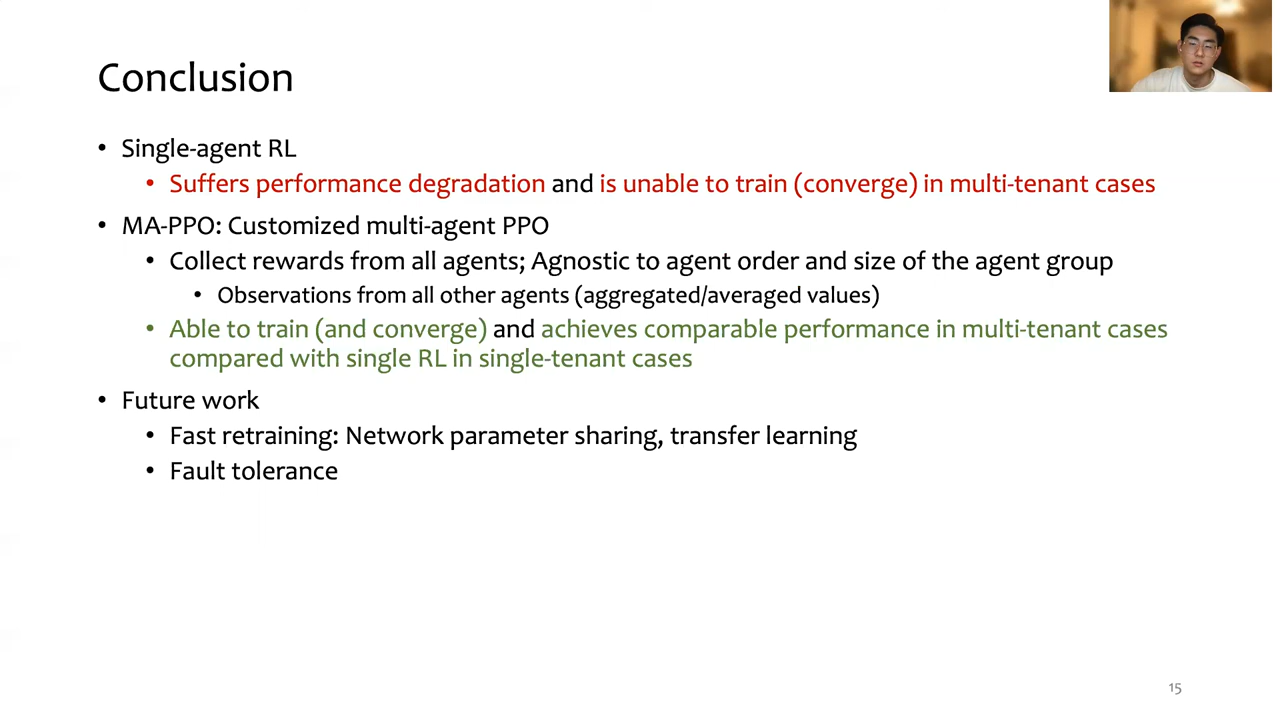 Conclusion
• Single-agent RL
• Suffers performance degradation and is unable to train (converge) in multi-tenant cases
• MA-PPO: Customized multi-agent PPO
• Collect rewards from all agents; Agnostic to agent order and size of the agent group
• Observations from all other agents (aggregated/averaged values)
• Able to train (and converge) and achieves comparable performance in multi-tenant cases
compared with single RL in single-tenant cases
• Future work
• Fast retraining: Network parameter sharing, transfer learning
• Fault tolerance
15